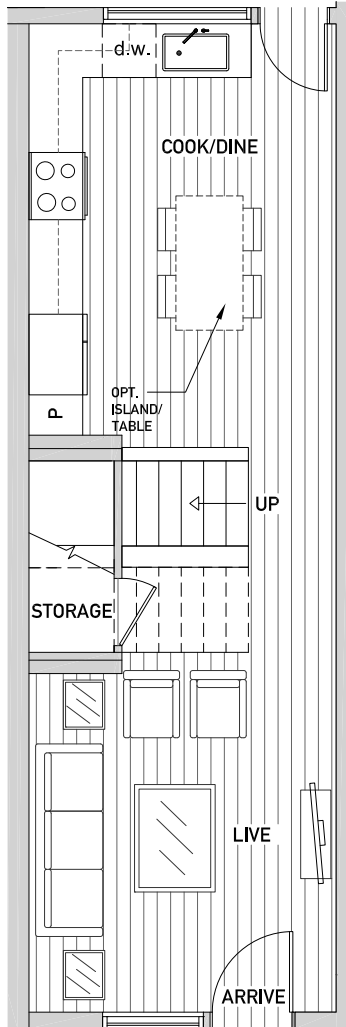 d.w.
COOK/DINE
OPT.
ISLAND/
TABLE
P
UP
STORAGE
LIVE
ARRIVE